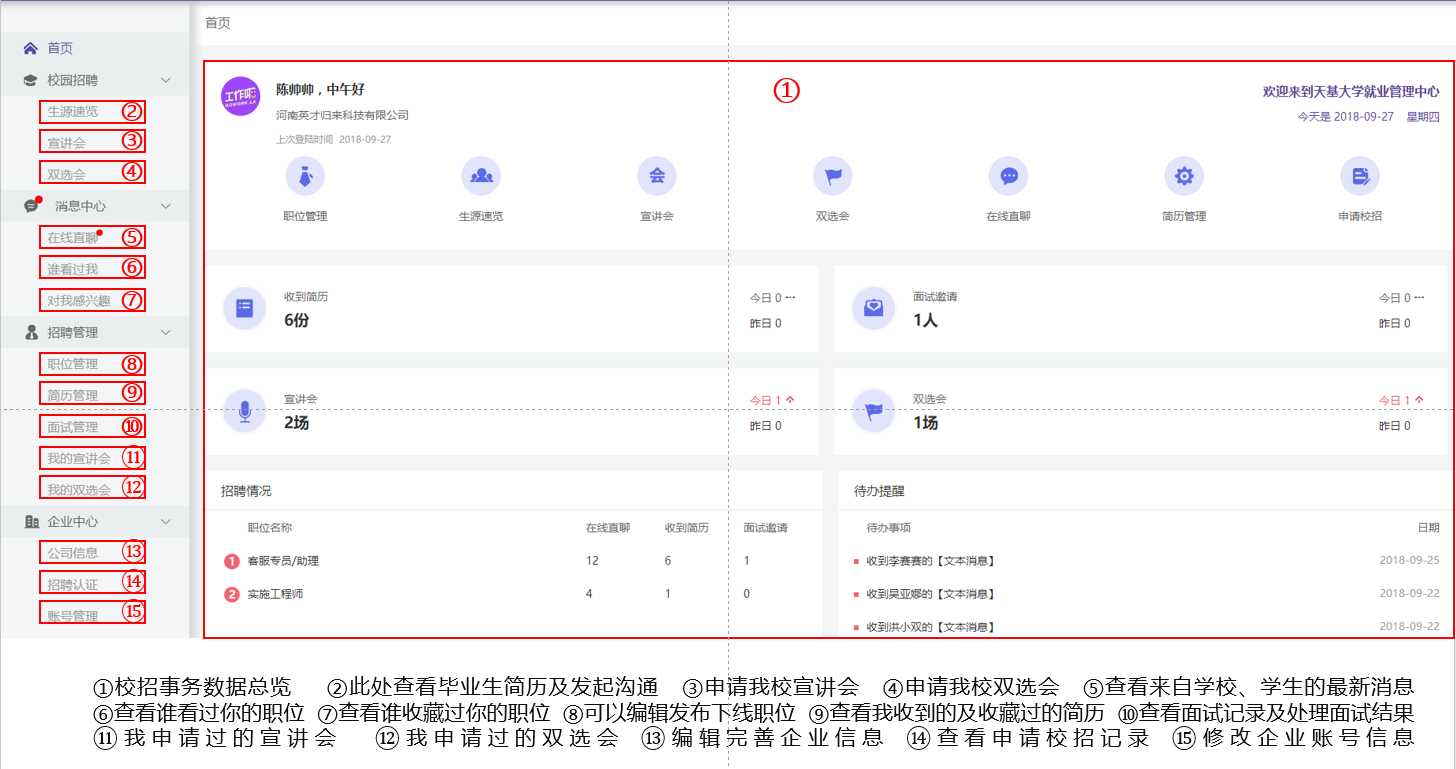 首页
首页
校园招聘
生源速览 ②
宣讲会 ③
双选会 ④
消息中心
在线直聊 ⑤
谁看过我 ⑥
对我感兴趣 ⑦
招聘管理
职位管理 ⑧
简历管理 ⑨
面试管理 ⑩
我的宣讲会 ⑪
我的双选会 ⑫
企业中心
公司信息 ⑬
招聘认证 ⑭
账号管理 ⑮
工作啦
GOWORK.LA
陈帅帅，中午好
河南英才归来科技有限公司
上次登陆时间 2018-09-27
①
欢迎来到天基大学就业管理中心
今天是 2018-09-27 星期四
会
职位管理 生源速览 宣讲会 双选会 在线直聊 简历管理 申请校招
收到简历
6份
今日 0 ---
昨日 0
面试邀请
1人
今日 0 ---
昨日 0
宣讲会
2场
今日 1 ↑
昨日 0
双选会
1场
今日 1 ↑
昨日 0
招聘情况
职位名称 在线直聊 收到简历 面试邀请
1 客服专员/助理 12 6 1
2 实施工程师 4 1 0
待办提醒
待办事项 日期
收到李赛赛的【文本消息】 2018-09-25
收到吴亚娜的【文本消息】 2018-09-22
收到洪小双的【文本消息】 2018-09-22
①校招事务数据总览 ②此处查看毕业生简历及发起沟通 ③申请我校宣讲会 ④申请我校双选会 ⑤查看来自学校、学生的最新消息
⑥查看谁看过你的职位 ⑦查看谁收藏过你的职位 ⑧可以编辑发布下线职位 ⑨查看我收到的及收藏过的简历 ⑩查看面试记录及处理面试结果
⑪我申请过的宣讲会 ⑫我申请过的双选会 ⑬编辑完善企业信息 ⑭查看申请校招记录 ⑮修改企业账号信息